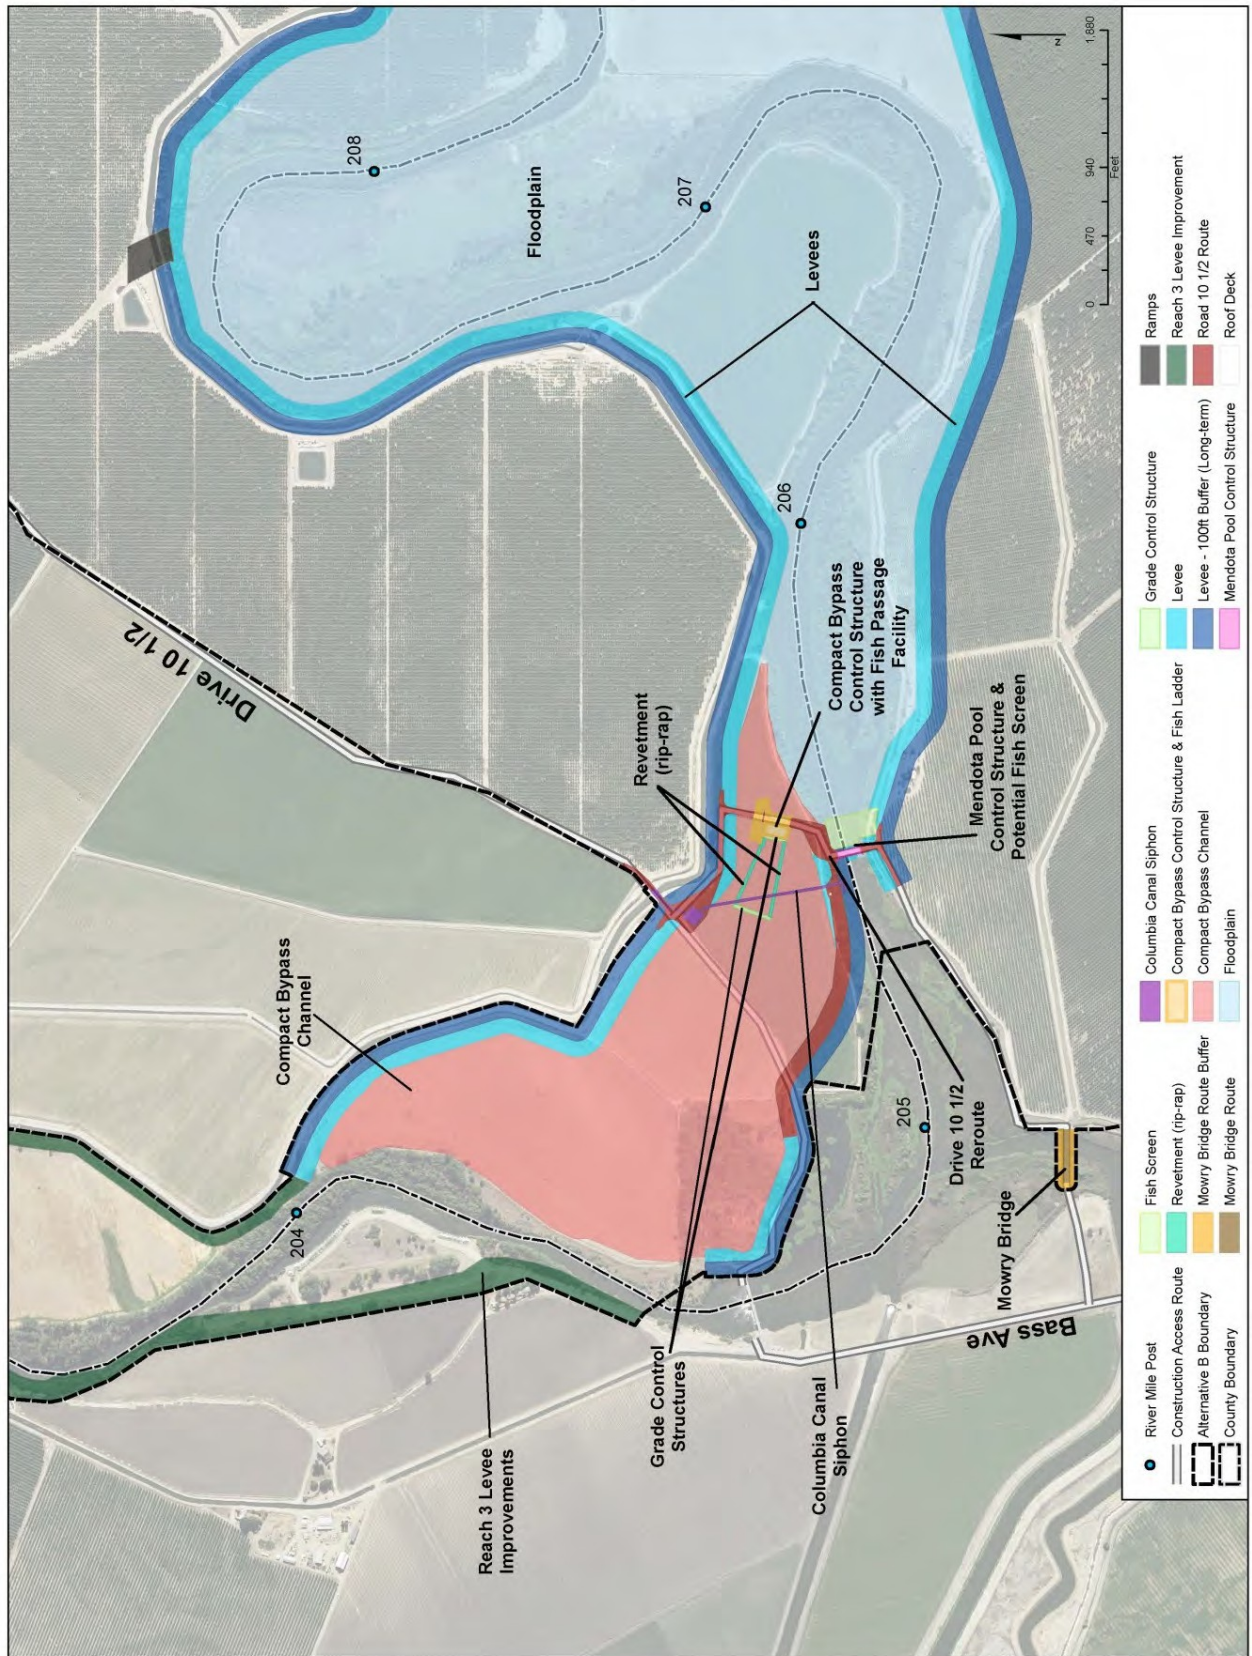 Drive 10 1/2
Compact Bypass
Channel
Reach 3 Levee
Improvements
Grade Control
Structures
Columbia Canal
Siphon
Mowry Bridge
Bass Ave
Drive 10 1/2
Reroute
Revetment
(rip-rap)
Compact Bypass
Control Structure
with Fish Passage
Facility
Mendota Pool
Control Structure &
Potential Fish Screen
Levees
Floodplain
204
205
206
207
208
z
0 470 940 1,880
Feet
River Mile Post
Construction Access Route
Alternative B Boundary
County Boundary
Fish Screen
Revetment (rip-rap)
Mowry Bridge Route Buffer
Mowry Bridge Route
Columbia Canal Siphon
Compact Bypass Control Structure & Fish Ladder
Compact Bypass Channel
Floodplain
Grade Control Structure
Levee
Levee - 100ft Buffer (Long-term)
Mendota Pool Control Structure
Ramps
Reach 3 Levee Improvement
Road 10 1/2 Route
Roof Deck